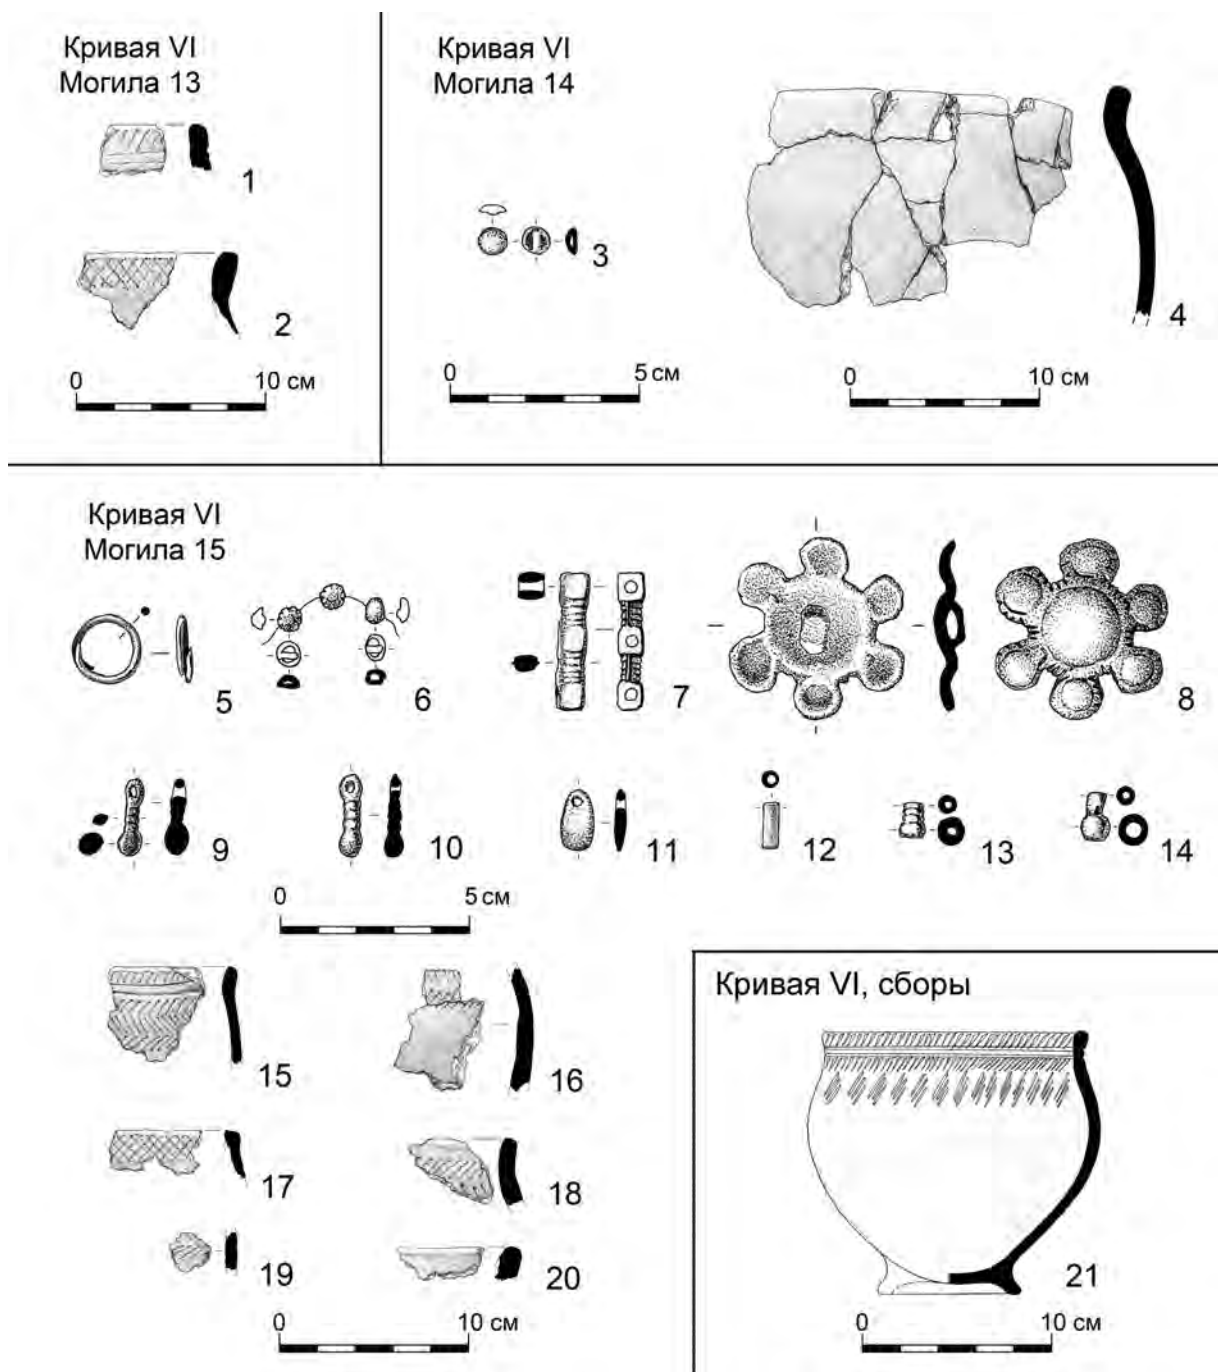 Кривая VI
Могила 13
1
2
0 10 см
Кривая VI
Могила 14
3
4
0 5 см
0 10 см
Кривая VI
Могила 15
5
6
7
8
9
10
11
12
13
14
0 5 см
15
16
17
18
19
20
0 10 см
Кривая VI, сборы
21
0 10 см